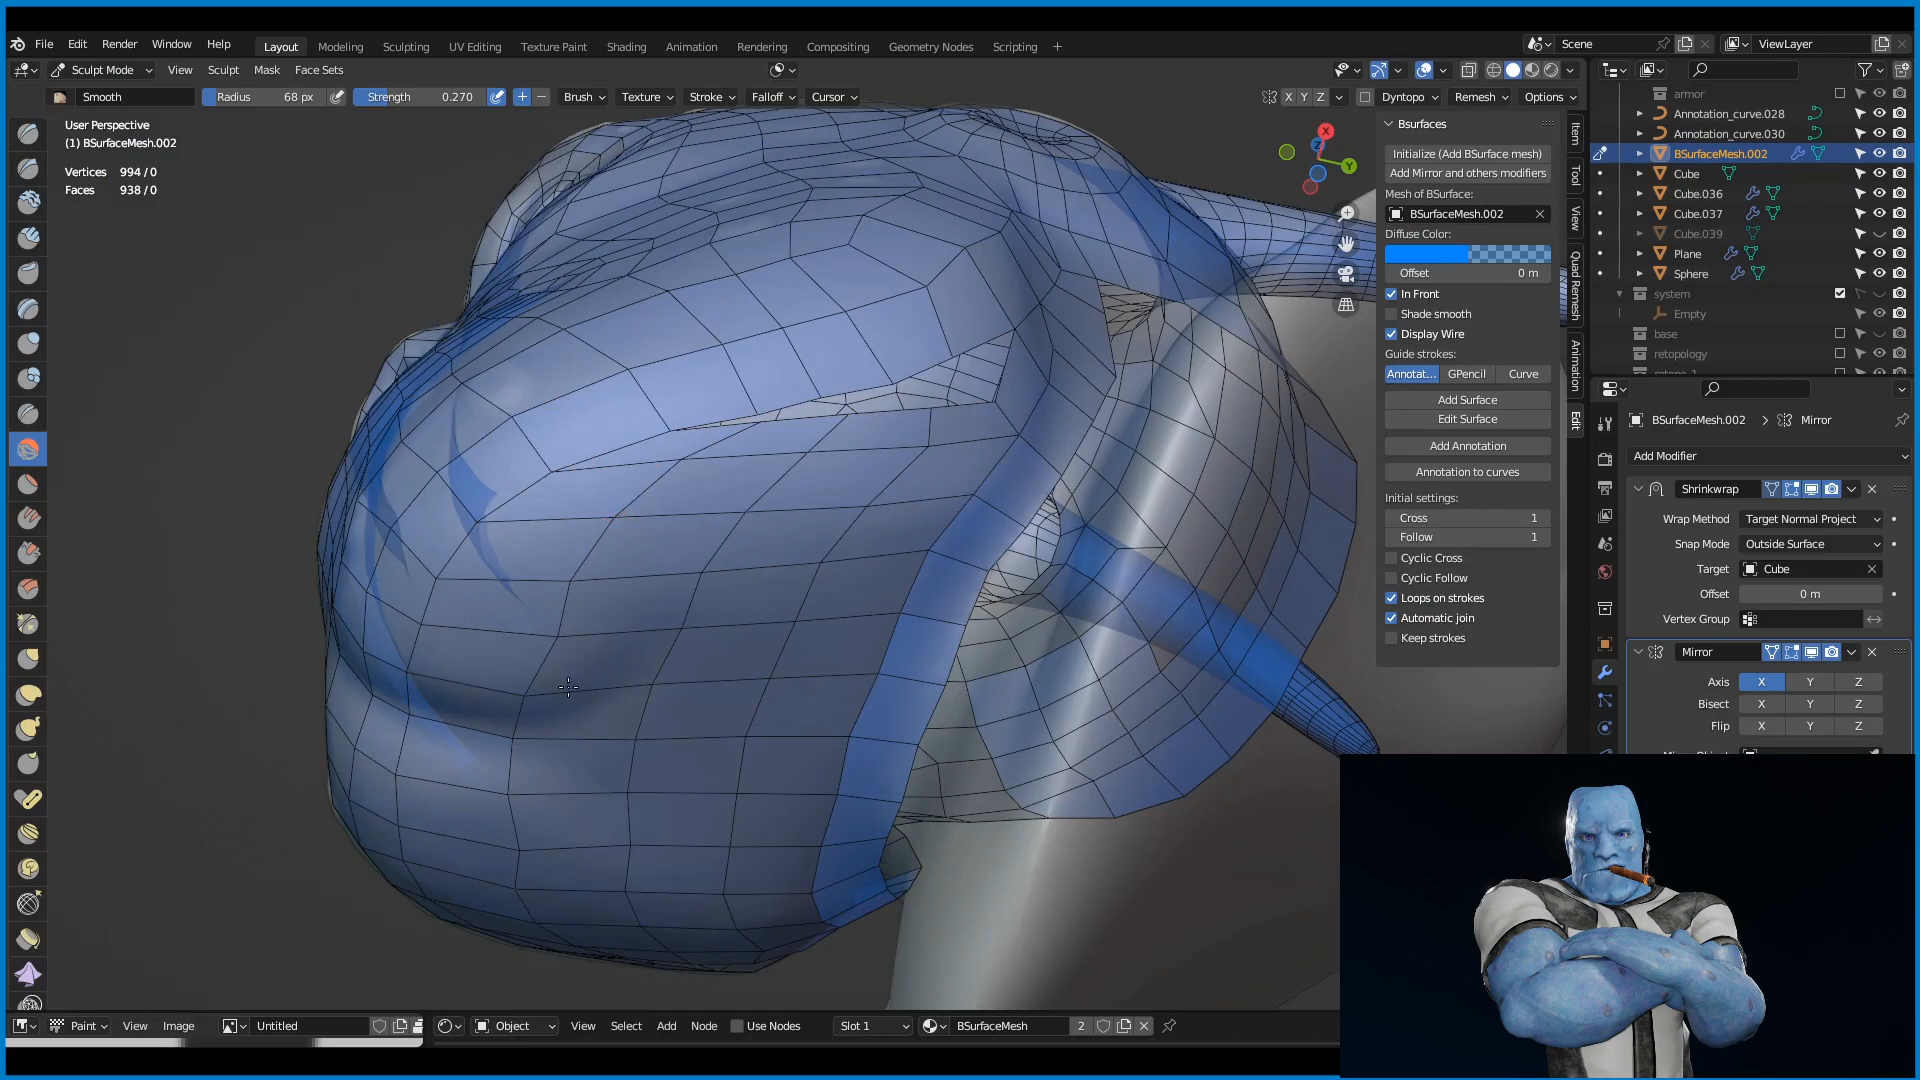 File Edit Render Window Help Layout Modeling Sculpting UV Editing Texture Paint Shading Animation Rendering Compositing Geometry Nodes Scripting + Scene ViewLayer
Sculpt Mode View Sculpt Mask Face Sets
Smooth Radius 68 px Strength 0.270 + − Brush Texture Stroke Falloff Cursor X Y Z Dyntopo Remesh Options
User Perspective
(1) BSurfaceMesh.002
Vertices 994 / 0
Faces 938 / 0
X
Y
Z
Bsurfaces
Initialize (Add BSurface mesh)
Add Mirror and others modifiers
Mesh of BSurface:
BSurfaceMesh.002
Diffuse Color:
Offset 0 m
In Front
Shade smooth
Display Wire
Guide strokes:
Annotat... GPencil Curve
Add Surface
Edit Surface
Add Annotation
Annotation to curves
Initial settings:
Cross 1
Follow 1
Cyclic Cross
Cyclic Follow
Loops on strokes
Automatic join
Keep strokes
Item
Tool
View
Quad Remesh
Animation
Edit
armor
Annotation_curve.028
Annotation_curve.030
BSurfaceMesh.002
Cube
Cube.036
Cube.037
Cube.039
Plane
Sphere
system
Empty
base
retopology
BSurfaceMesh.002 > Mirror
Add Modifier
Shrinkwrap
Wrap Method Target Normal Project
Snap Mode Outside Surface
Target Cube
Offset 0 m
Vertex Group
Mirror
Axis X Y Z
Bisect X Y Z
Flip X Y Z
Paint View Image Untitled Object View Select Add Node Use Nodes Slot 1 BSurfaceMesh 2